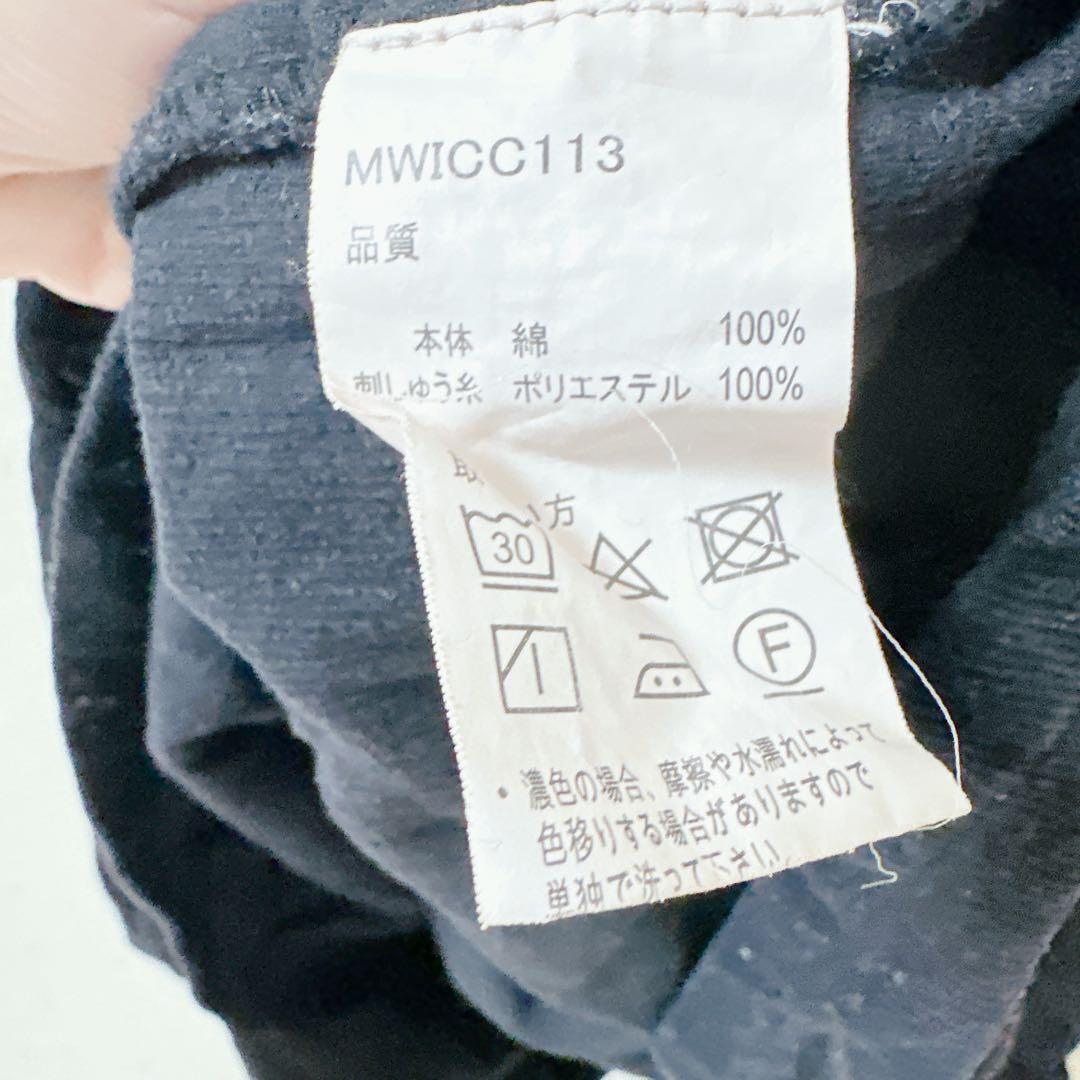 MWICC113
品質
本体 綿 100%
刺しゅう糸 ポリエステル 100%
取 い方
30
F
・濃色の場合、摩擦や水濡れによって
色移りする場合がありますので
単独で洗って下さい。